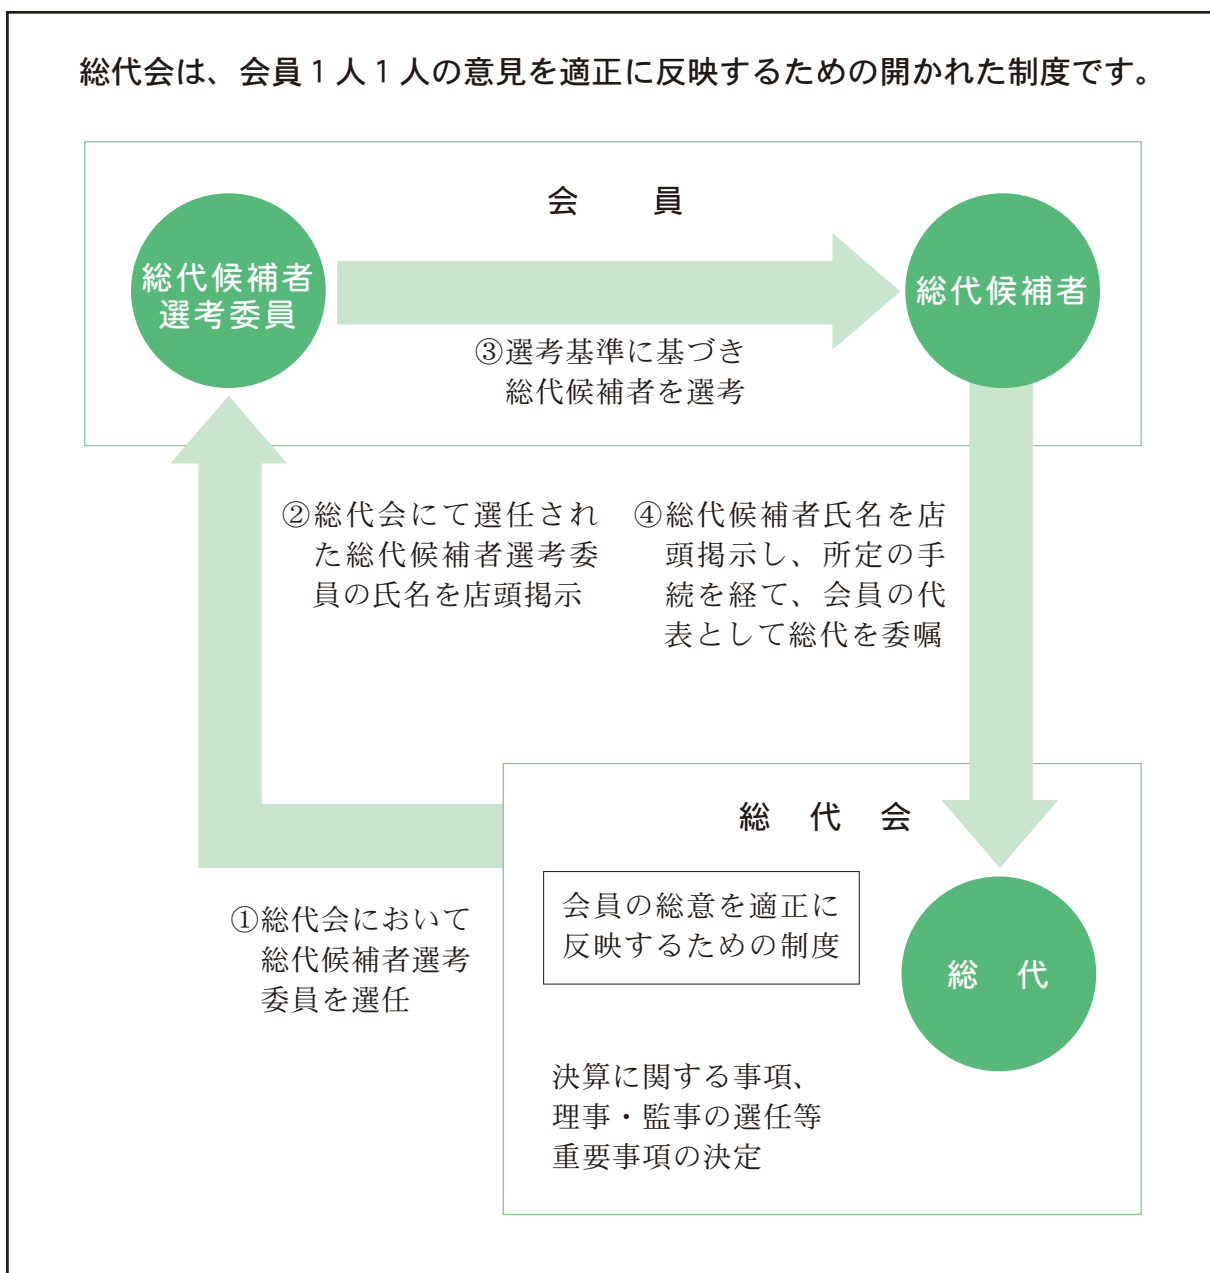 総代会は、会員１人１人の意見を適正に反映するための開かれた制度です。
会　員
総代候補者
選考委員
総代候補者
③選考基準に基づき
総代候補者を選考
②総代会にて選任され
た総代候補者選考委
員の氏名を店頭掲示
④総代候補者氏名を店
頭掲示し、所定の手
続を経て、会員の代
表として総代を委嘱
①総代会において
総代候補者選考
委員を選任
総　代　会
会員の総意を適正に
反映するための制度
総　代
決算に関する事項、
理事・監事の選任等
重要事項の決定